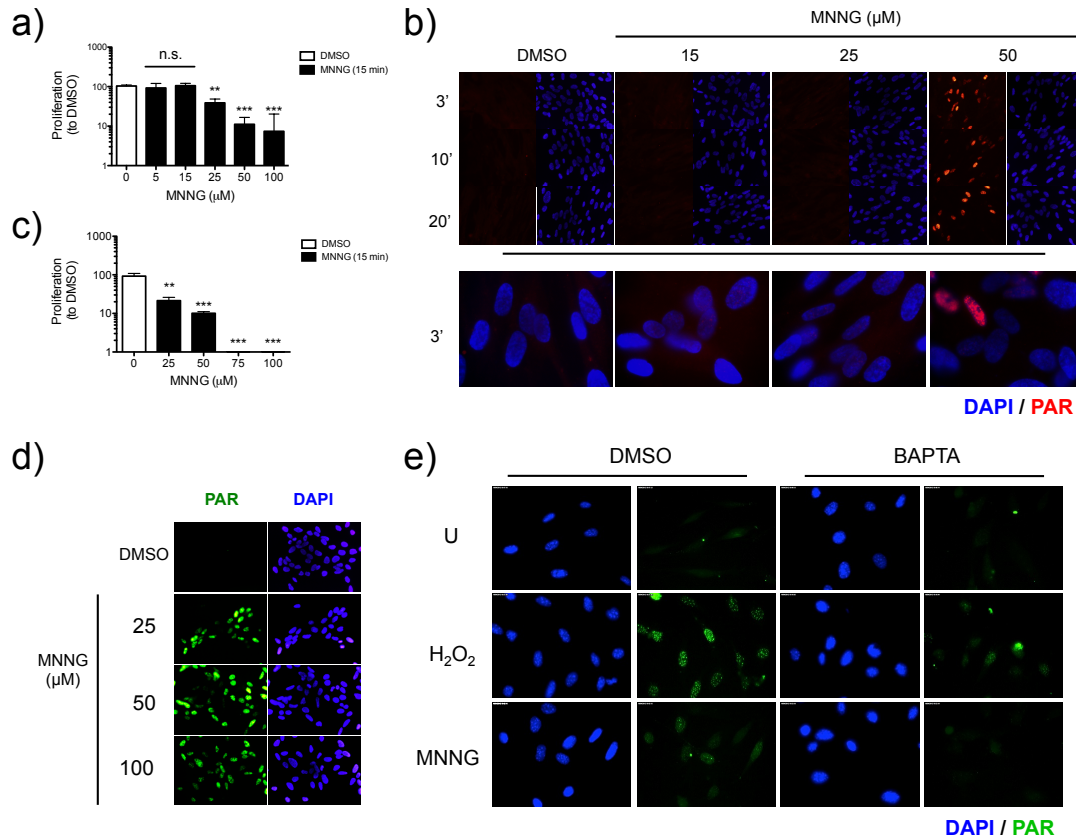 a)
n.s.
DMSO
MNNG (15 min)
Proliferation
(to DMSO)
1000
100
10
1
**
***
***
0 5 15 25 50 100
MNNG (µM)
b)
MNNG (µM)
DMSO 15 25 50
3'
10'
20'
3'
DAPI / PAR
c)
DMSO
MNNG (15 min)
Proliferation
(to DMSO)
1000
100
10
1
**
***
***
***
0 25 50 75 100
MNNG (µM)
d)
PAR DAPI
DMSO
MNNG
(µM)
25
50
100
e)
DMSO BAPTA
U
H₂O₂
MNNG
DAPI / PAR